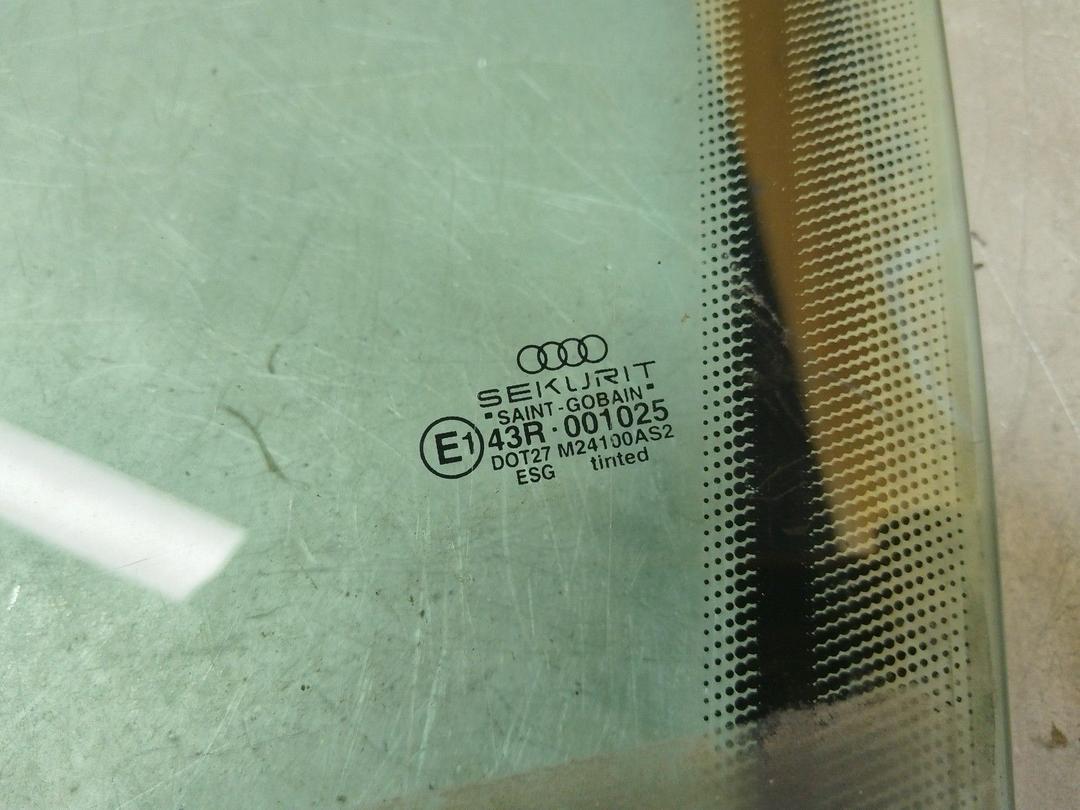 SEKURIT
SAINT-GOBAIN
E1 43R·001025
DOT27 M24100AS2
ESG tinted